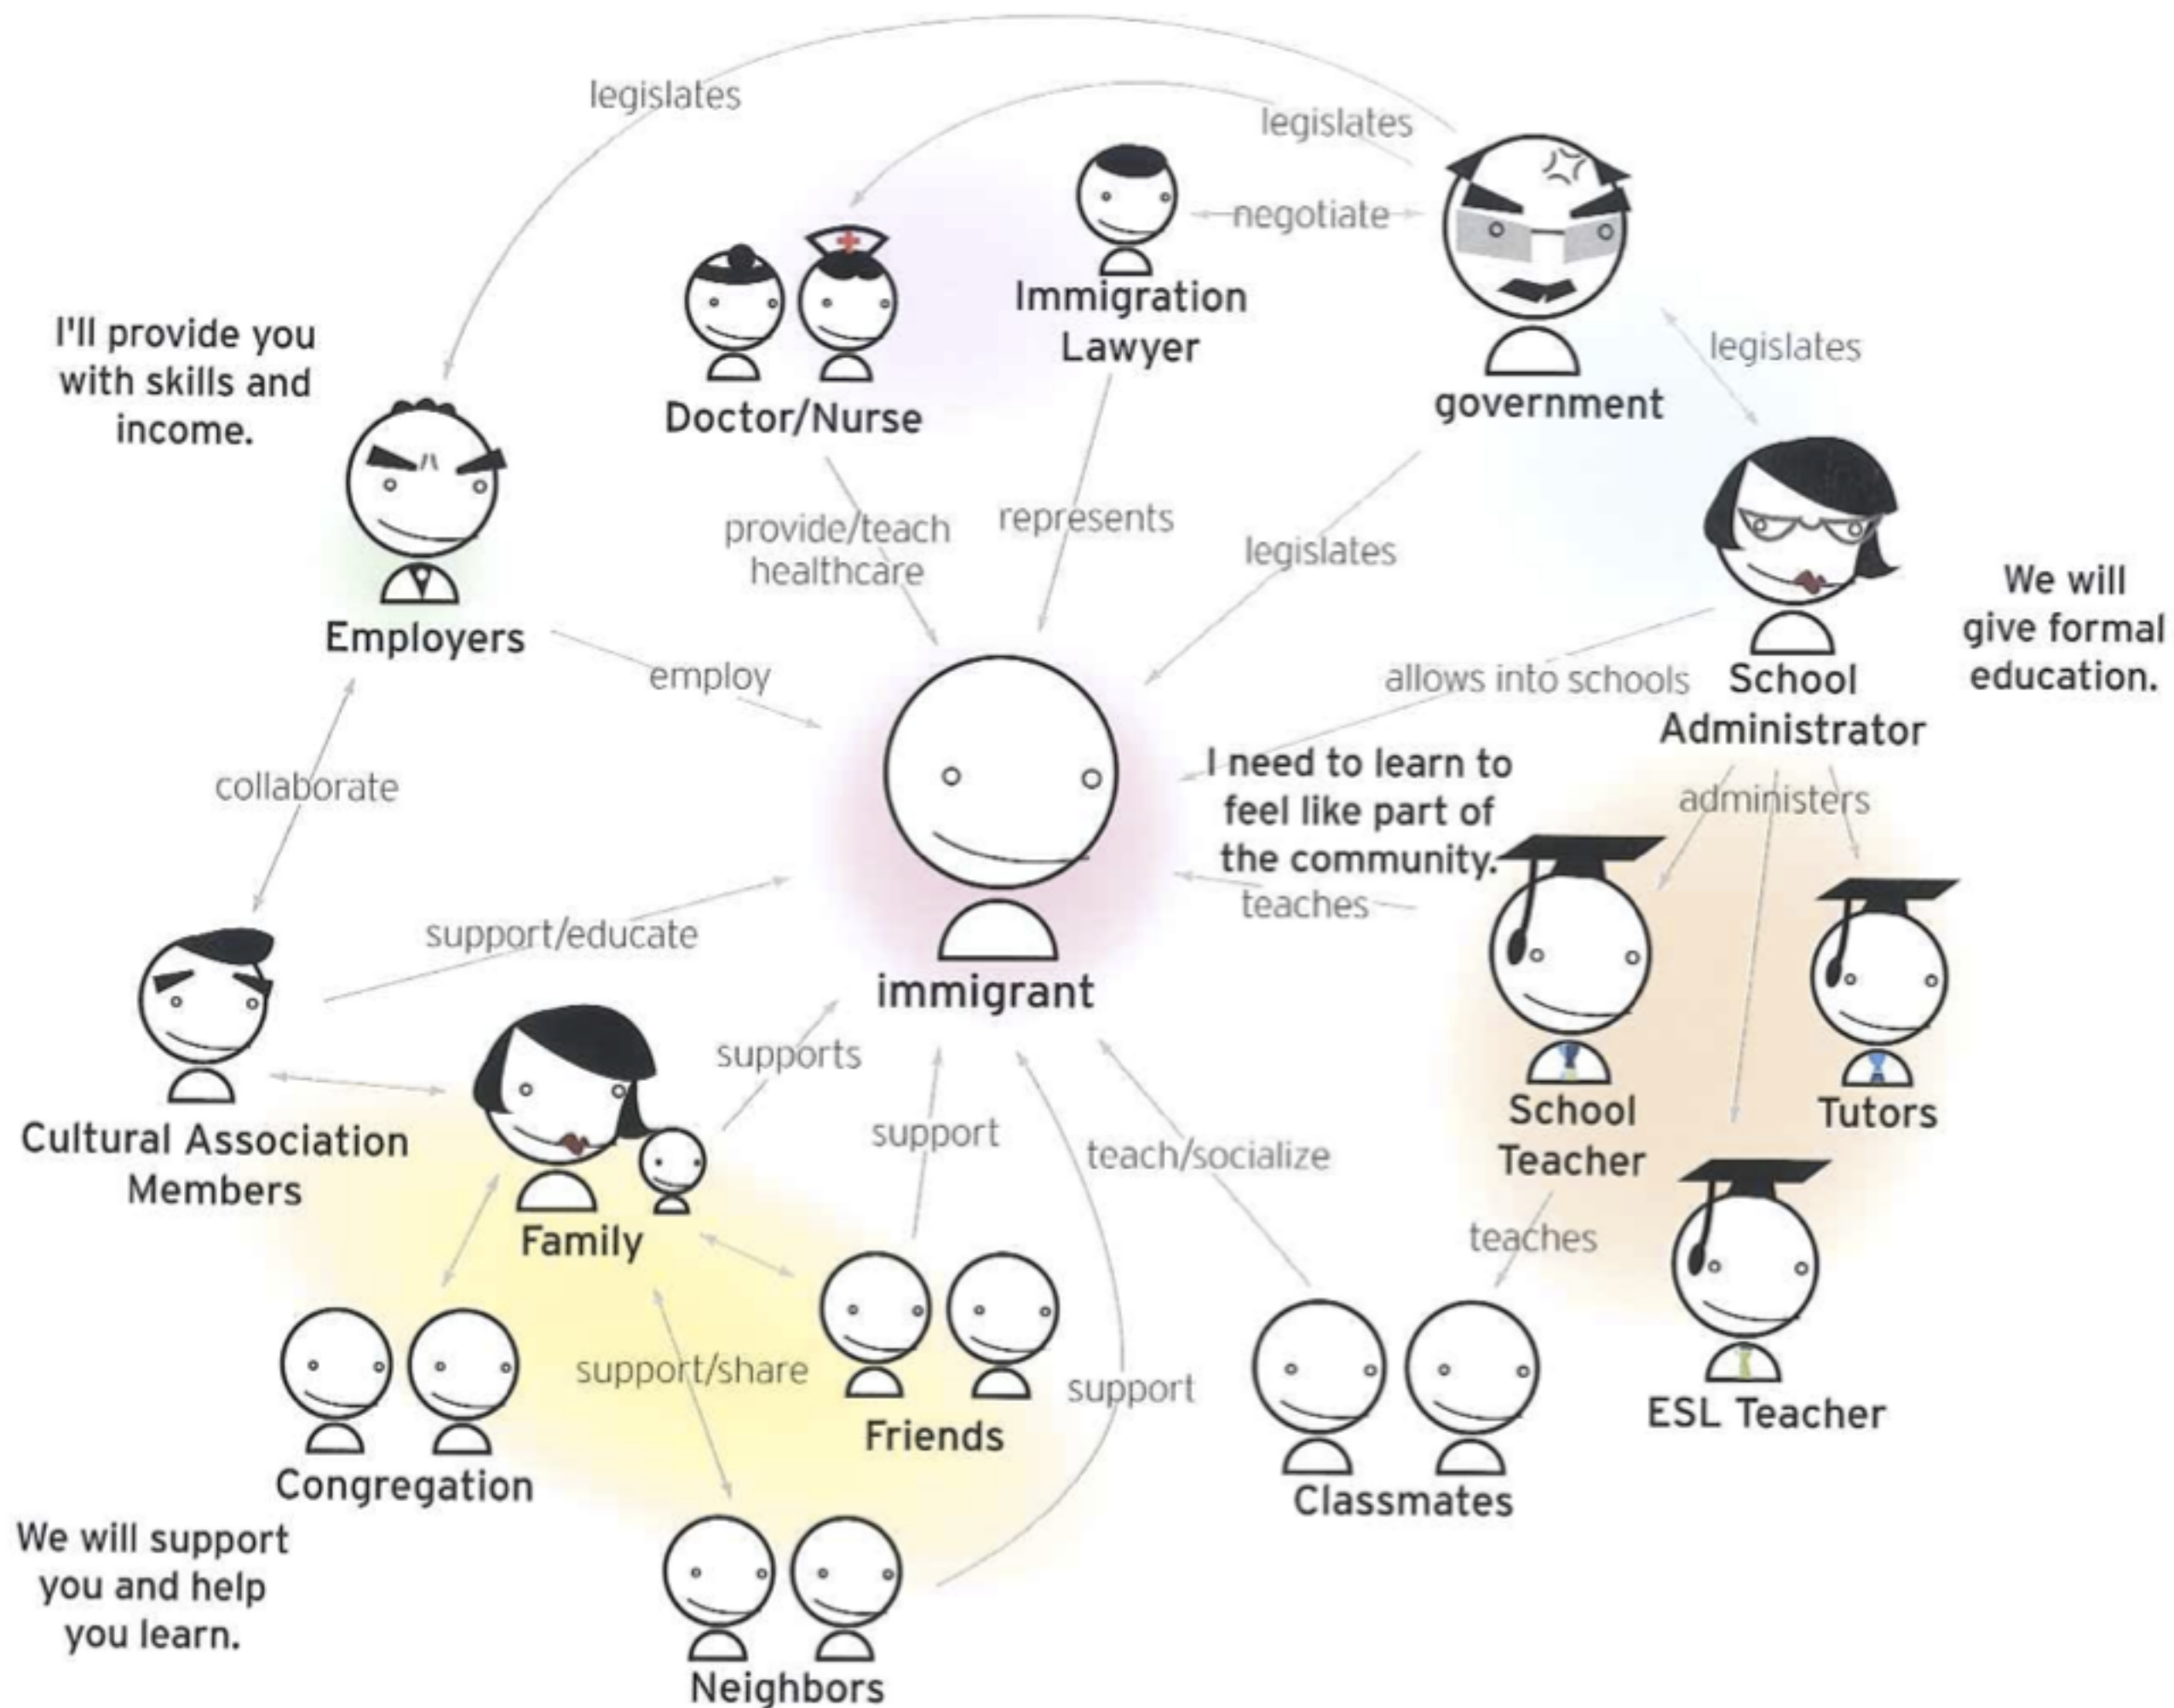 legislates
legislates
negotiate
Immigration
Lawyer
government
legislates
I'll provide you
with skills and
income.
Doctor/Nurse
Employers
provide/teach
healthcare
represents
legislates
employ
allows into schools
School
Administrator
We will
give formal
education.
collaborate
I need to learn to
feel like part of
the community.
administers
teaches
support/educate
immigrant
supports
Cultural Association
Members
Family
support
teach/socialize
School
Teacher
Tutors
teaches
support/share
Friends
support
ESL Teacher
Congregation
Classmates
We will support
you and help
you learn.
Neighbors